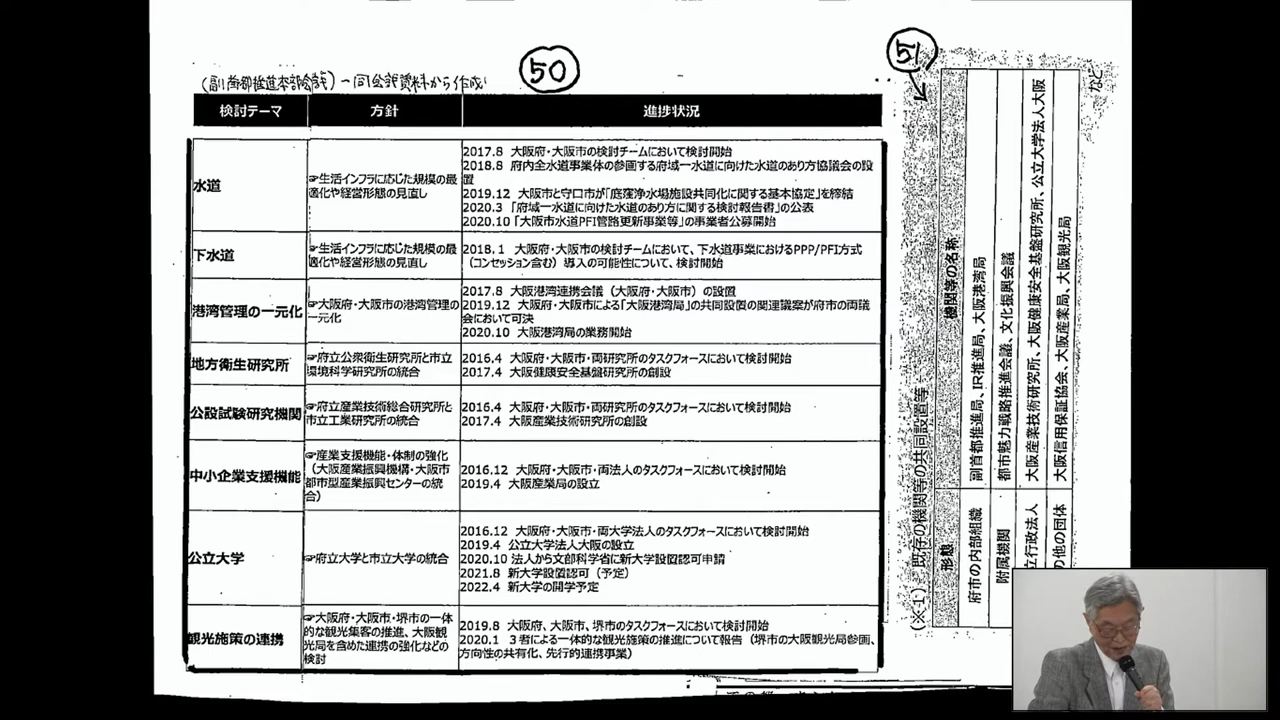 50
51
(副首都推進本部会議)－同会議資料から作成
検討テーマ
方針
進捗状況
水道
☞生活インフラに応じた規模の最
適化や経営形態の見直し
2017.8 大阪府・大阪市の検討チームにおいて検討開始
2018.8 府内全水道事業体の参画する府域一水道に向けた水道のあり方協議会の設
置
2019.12 大阪市と守口市が「庭窪浄水場施設共同化に関する基本協定」を締結
2020.3 「府域一水道に向けた水道のあり方に関する検討報告書」の公表
2020.10 「大阪市水道PFI管路更新事業等」の事業者公募開始
下水道
☞生活インフラに応じた規模の最
適化や経営形態の見直し
2018.1 大阪府・大阪市の検討チームにおいて、下水道事業におけるPPP/PFI方式
（コンセッション含む）導入の可能性について、検討開始
港湾管理の一元化
☞大阪府・大阪市の港湾管理の
一元化
2017.8 大阪港湾連携会議（大阪府・大阪市）の設置
2019.12 大阪府・大阪市による「大阪港湾局」の共同設置の関連議案が府市の両議
会において可決
2020.10 大阪港湾局の業務開始
地方衛生研究所
☞府立公衆衛生研究所と市立
環境科学研究所の統合
2016.4 大阪府・大阪市・両研究所のタスクフォースにおいて検討開始
2017.4 大阪健康安全基盤研究所の創設
公設試験研究機関
☞府立産業技術総合研究所と
市立工業研究所の統合
2016.4 大阪府・大阪市・両研究所のタスクフォースにおいて検討開始
2017.4 大阪産業技術研究所の創設
中小企業支援機能
☞産業支援機能・体制の強化
（大阪産業振興機構・大阪市
都市型産業振興センターの統
合）
2016.12 大阪府・大阪市・両法人のタスクフォースにおいて検討開始
2019.4 大阪産業局の設立
公立大学
☞府立大学と市立大学の統合
2016.12 大阪府・大阪市・両大学法人のタスクフォースにおいて検討開始
2019.4 公立大学法人大阪の設立
2020.10 法人から文部科学省に新大学設置認可申請
2021.8 新大学設置認可（予定）
2022.4 新大学の開学予定
観光施策の連携
☞大阪府・大阪市・堺市の一体
的な観光集客の推進、大阪観
光局を含めた連携の強化などの
検討
2019.8 大阪府、大阪市、堺市のタスクフォースにおいて検討開始
2020.1 ３者による一体的な観光施策の推進について報告（堺市の大阪観光局参画、
方向性の共有化、先行的連携事業）
(※-1) 既存の機関等の共同設置等
形態
機関等の名称
府市の内部組織
副首都推進局、IR推進局、大阪港湾局
附属機関
都市魅力戦略推進会議、文化振興会議
立行政法人
大阪産業技術研究所、大阪健康安全基盤研究所、公立大学法人大阪
の他の団体
大阪信用保証協会、大阪産業局、大阪観光局
など